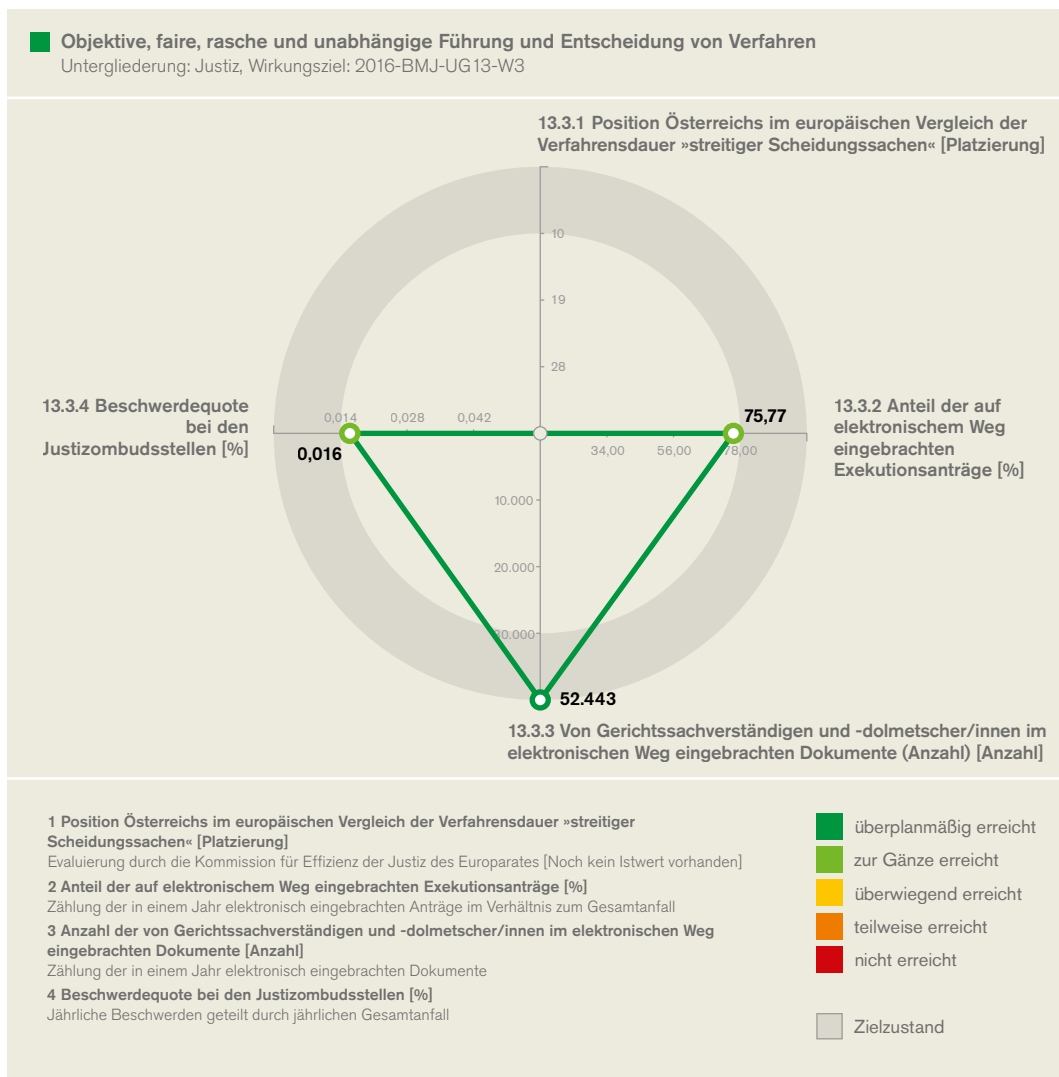 Objektive, faire, rasche und unabhängige Führung und Entscheidung von Verfahren
Untergliederung: Justiz, Wirkungsziel: 2016-BMJ-UG 13-W3
13.3.1 Position Österreichs im europäischen Vergleich der
Verfahrensdauer »streitiger Scheidungssachen« [Platzierung]
10
19
28
13.3.4 Beschwerdequote
bei den
Justizombudsstellen [%]
0,014
0,028
0,042
0,016
75,77
34,00
56,00
78,00
13.3.2 Anteil der auf
elektronischem Weg
eingebrachten
Exekutionsanträge [%]
10.000
20.000
30.000
52.443
13.3.3 Von Gerichtssachverständigen und -dolmetscher/innen im
elektronischen Weg eingebrachten Dokumente (Anzahl) [Anzahl]
1 Position Österreichs im europäischen Vergleich der Verfahrensdauer »streitiger
Scheidungssachen« [Platzierung]
Evaluierung durch die Kommission für Effizienz der Justiz des Europarates [Noch kein Istwert vorhanden]
2 Anteil der auf elektronischem Weg eingebrachten Exekutionsanträge [%]
Zählung der in einem Jahr elektronisch eingebrachten Anträge im Verhältnis zum Gesamtanfall
3 Anzahl der von Gerichtssachverständigen und -dolmetscher/innen im elektronischen Weg
eingebrachten Dokumente [Anzahl]
Zählung der in einem Jahr elektronisch eingebrachten Dokumente
4 Beschwerdequote bei den Justizombudsstellen [%]
Jährliche Beschwerden geteilt durch jährlichen Gesamtanfall
überplanmäßig erreicht
zur Gänze erreicht
überwiegend erreicht
teilweise erreicht
nicht erreicht
Zielzustand